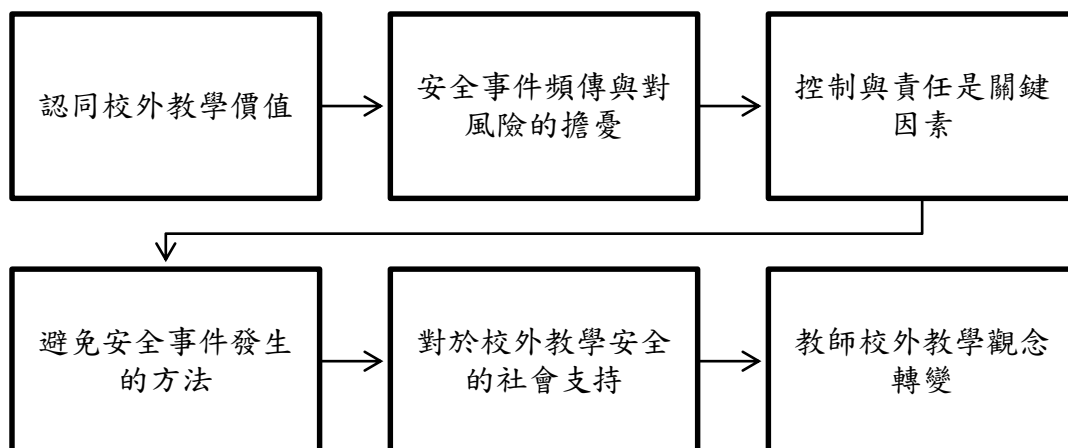 認同校外教學價值
安全事件頻傳與對
風險的擔憂
控制與責任是關鍵
因素
避免安全事件發生
的方法
對於校外教學安全
的社會支持
教師校外教學觀念
轉變